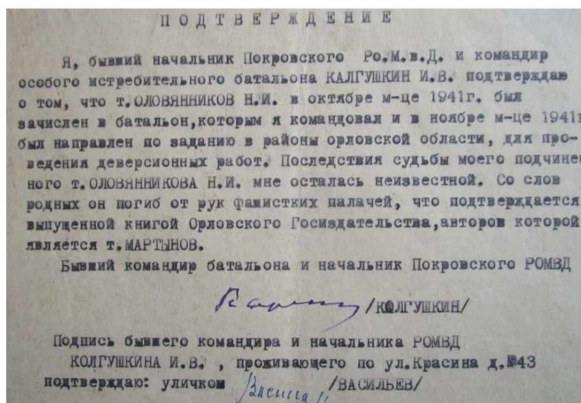 ПОДТВЕРЖДЕНИЕ
Я, бывший начальник Покровского Ро.М.в.Д. и командир
особого истребительного батальона КАЛГУШКИН И.В. подтверждаю
о том, что т.ОЛОВЯННИКОВ Н.И. в октябре м-це 1941г. был
зачислен в батальон,которым я командовал и в ноябре м-це 1941г
был направлен по заданию в районы орловской области, для про-
ведения деверсионных работ. Последствия судьбы моего подчинен
ного т.ОЛОВЯННИКОВА Н.И. мне осталась неизвестной. Со слов
родных он погиб от рук фашистких палачей, что подтверждается
выпущенной книгой Орловского Госиздательства,авторов которой
является т.МАРТЫНОВ.
Бывший командир батальона и начальник Покровского РОМВД
/КОЛГУШКИН/
Подпись бывшего командира и начальника РОМВД
КОЛГУШКИНА И.В. , проживающего по ул.Красина д.№43
подтверждаю: уличком /ВАСИЛЬЕВ/